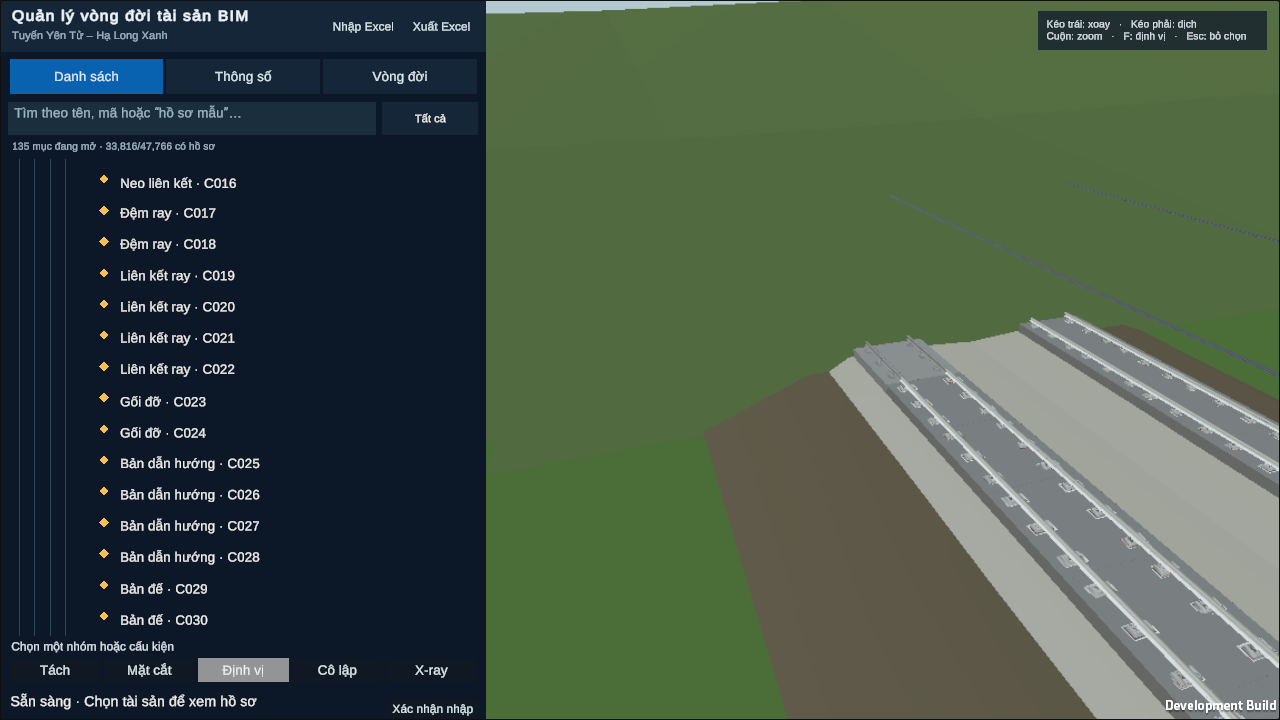 Quản lý vòng đời tài sản BIM
Tuyến Yên Tử – Hạ Long Xanh
Nhập Excel
Xuất Excel
Danh sách
Thông số
Vòng đời
Tìm theo tên, mã hoặc "hồ sơ mẫu"...
Tất cả
135 mục đang mở · 33,816/47,766 có hồ sơ
Neo liên kết · C016
Đệm ray · C017
Đệm ray · C018
Liên kết ray · C019
Liên kết ray · C020
Liên kết ray · C021
Liên kết ray · C022
Gối đỡ · C023
Gối đỡ · C024
Bản dẫn hướng · C025
Bản dẫn hướng · C026
Bản dẫn hướng · C027
Bản dẫn hướng · C028
Bản đế · C029
Bản đế · C030
Chọn một nhóm hoặc cấu kiện
Tách
Mặt cắt
Định vị
Cô lập
X-ray
Sẵn sàng · Chọn tài sản để xem hồ sơ
Xác nhận nhập
Kéo trái: xoay · Kéo phải: dịch
Cuộn: zoom · F: định vị · Esc: bỏ chọn
Development Build